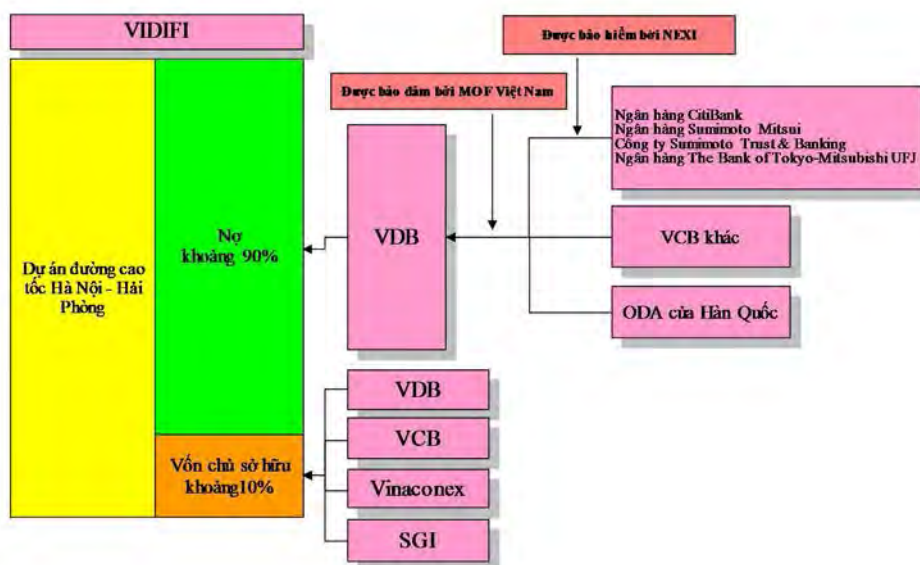 VIDIFI
Được bảo hiểm bởi NEXI
Được bảo đảm bởi MOF Việt Nam
Ngân hàng CitiBank
Ngân hàng Sumimoto Mitsui
Công ty Sumimoto Trust & Banking
Ngân hàng The Bank of Tokyo-Mitsubishi UFJ
Nợ
khoảng 90%
VDB
VCB khác
Dự án đường cao
tốc Hà Nội - Hải
Phòng
ODA của Hàn Quốc
VDB
VCB
Vốn chủ sở hữu
khoảng10%
Vinaconex
SGI